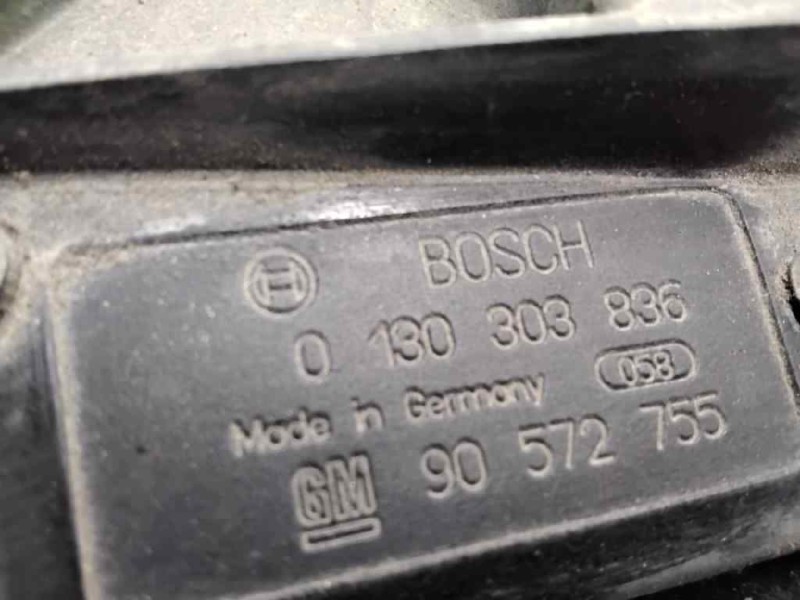 BOSCH
0 130 303 836
058
Made in Germany
GM 90 572 755